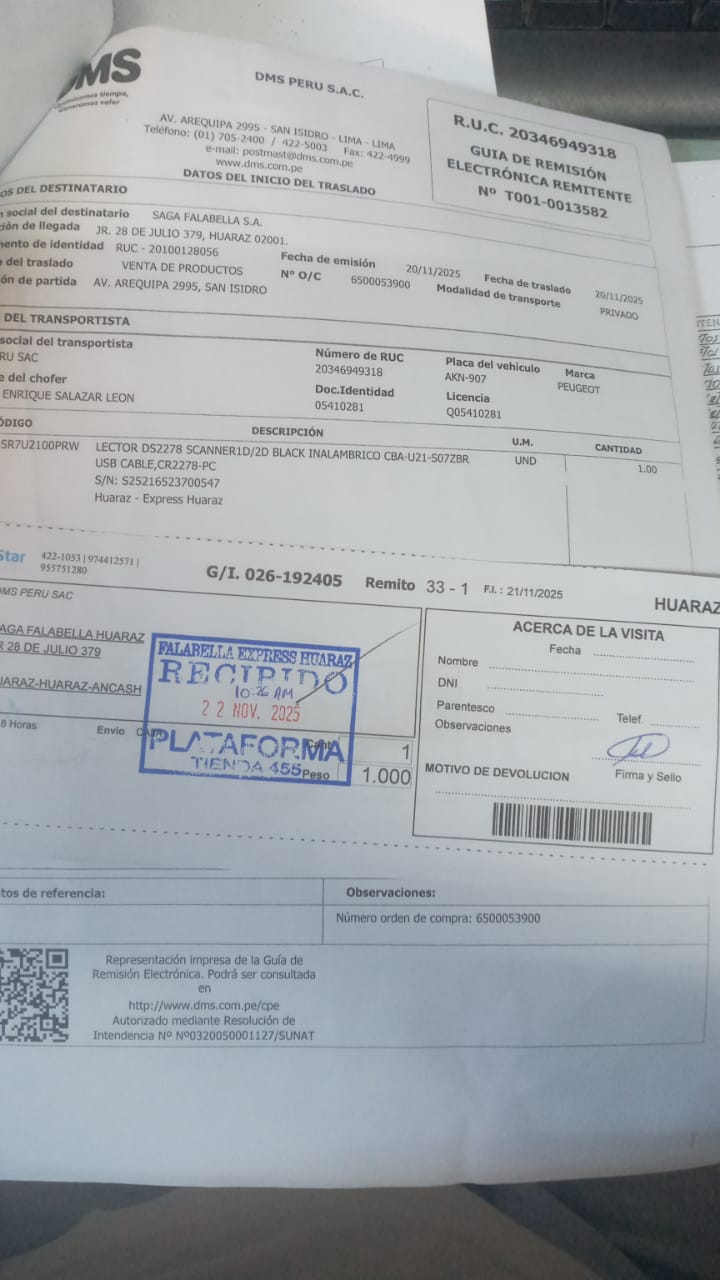 DMS
DMS PERU S.A.C.
AV. AREQUIPA 2995 - SAN ISIDRO - LIMA - LIMA
Teléfono: (01) 705-2400 / 422-5003 Fax: 422-4999
e-mail: postmast@dms.com.pe
www.dms.com.pe
R.U.C. 20346949318
GUIA DE REMISIÓN
ELECTRÓNICA REMITENTE
Nº T001-0013582
DATOS DEL INICIO DEL TRASLADO
OS DEL DESTINATARIO
n social del destinatario SAGA FALABELLA S.A.
ión de llegada JR. 28 DE JULIO 379, HUARAZ 02001.
mento de identidad RUC - 20100128056 Fecha de emisión 20/11/2025 Fecha de traslado 20/11/2025
o del traslado VENTA DE PRODUCTOS Nº O/C 6500053900 Modalidad de transporte PRIVADO
ón de partida AV. AREQUIPA 2995, SAN ISIDRO
DEL TRANSPORTISTA
social del transportista Número de RUC Placa del vehículo Marca
RU SAC 20346949318 AKN-907 PEUGEOT
e del chofer Doc.Identidad Licencia
ENRIQUE SALAZAR LEON 05410281 Q05410281
ÓDIGO DESCRIPCIÓN U.M. CANTIDAD
SR7U2100PRW LECTOR DS2278 SCANNER1D/2D BLACK INALAMBRICO CBA-U21-S07ZBR UND 1.00
USB CABLE,CR2278-PC
S/N: S25216523700547
Huaraz - Express Huaraz
Star 422-1053 | 974412571 |
955751280
G/I. 026-192405 Remito 33 - 1 F.I. : 21/11/2025 HUARAZ
DMS PERU SAC
AGA FALABELLA HUARAZ
R 28 DE JULIO 379
UARAZ-HUARAZ-ANCASH
8 Horas Envío
FALABELLA EXPRESS HUARAZ
RECIBIDO
10:26 AM
22 NOV. 2025
PLATAFORMA
TIENDA 455
Cant 1
Peso 1.000
ACERCA DE LA VISITA
Fecha
Nombre
DNI
Parentesco Telef.
Observaciones
MOTIVO DE DEVOLUCION Firma y Sello
tos de referencia: Observaciones:
Número orden de compra: 6500053900
Representación impresa de la Guía de
Remisión Electrónica. Podrá ser consultada
en
http://www.dms.com.pe/cpe
Autorizado mediante Resolución de
Intendencia Nº Nº0320050001127/SUNAT